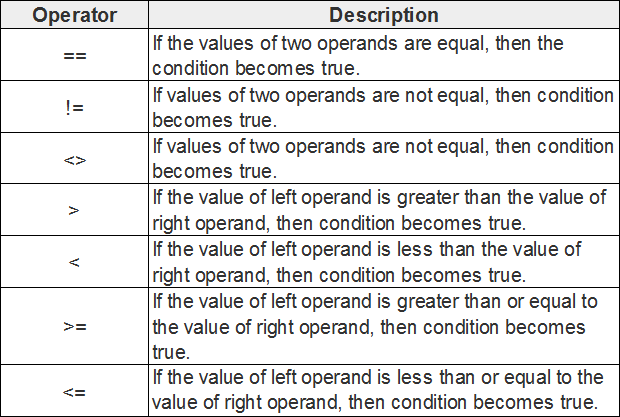 Operator Description
==
If the values of two operands are equal, then the
condition becomes true.
!=
If values of two operands are not equal, then condition
becomes true.
<>
If values of two operands are not equal, then condition
becomes true.
>
If the value of left operand is greater than the value of
right operand, then condition becomes true.
<
If the value of left operand is less than the value of
right operand, then condition becomes true.
>=
If the value of left operand is greater than or equal to
the value of right operand, then condition becomes
true.
<=
If the value of left operand is less than or equal to the
value of right operand, then condition becomes true.